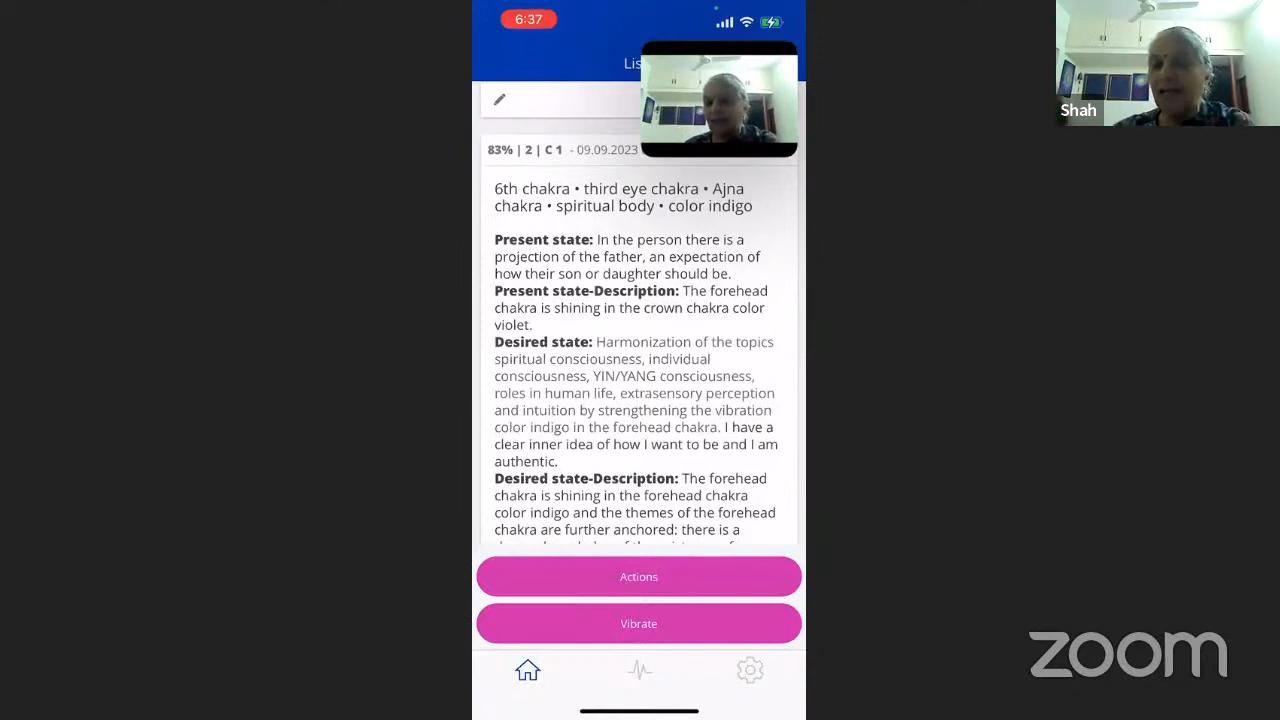 6:37
Lis
Shah
83% | 2 | C 1 - 09.09.2023
6th chakra • third eye chakra • Ajna
chakra • spiritual body • color indigo
Present state: In the person there is a
projection of the father, an expectation of
how their son or daughter should be.
Present state-Description: The forehead
chakra is shining in the crown chakra color
violet.
Desired state: Harmonization of the topics
spiritual consciousness, individual
consciousness, YIN/YANG consciousness,
roles in human life, extrasensory perception
and intuition by strengthening the vibration
color indigo in the forehead chakra. I have a
clear inner idea of how I want to be and I am
authentic.
Desired state-Description: The forehead
chakra is shining in the forehead chakra
color indigo and the themes of the forehead
chakra are further anchored: there is a
Actions
Vibrate
zoom